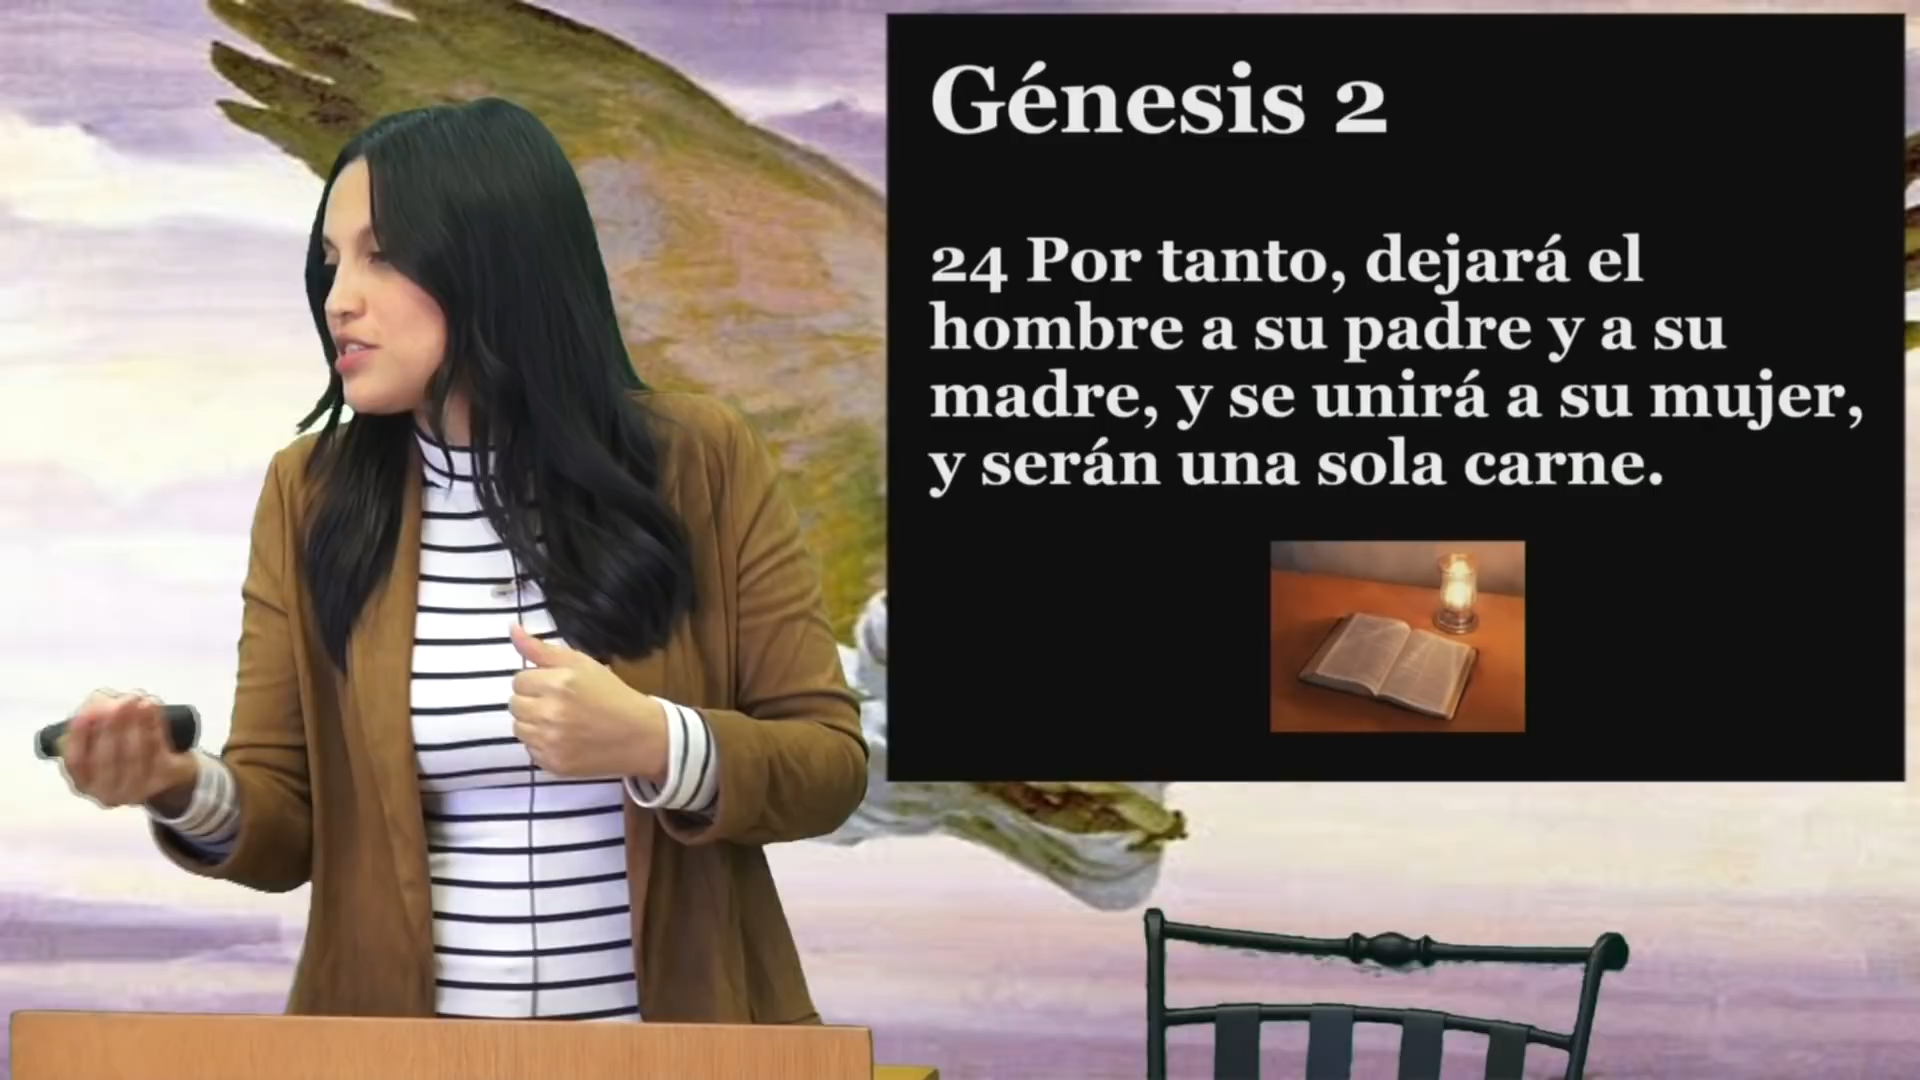 Génesis 2
24 Por tanto, dejará el
hombre a su padre y a su
madre, y se unirá a su mujer,
y serán una sola carne.